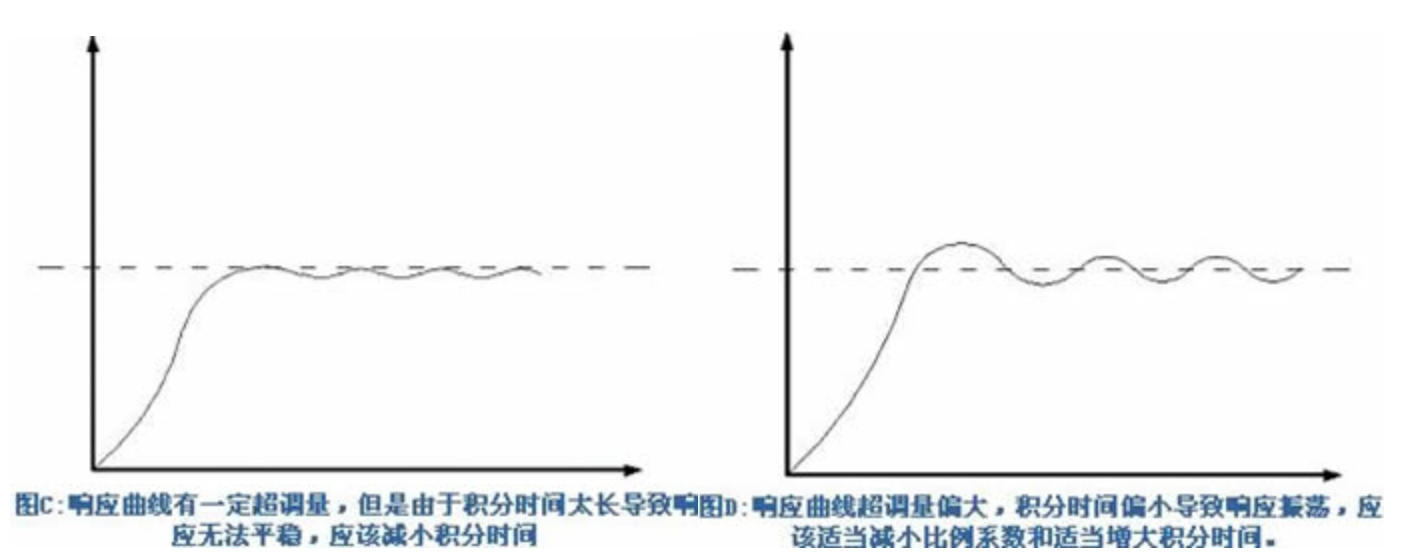 图C:响应曲线有一定超调量，但是由于积分时间太长导致响
应无法平稳，应该减小积分时间
图D:响应曲线超调量偏大，积分时间偏小导致响应振荡，应
该适当减小比例系数和适当增大积分时间。